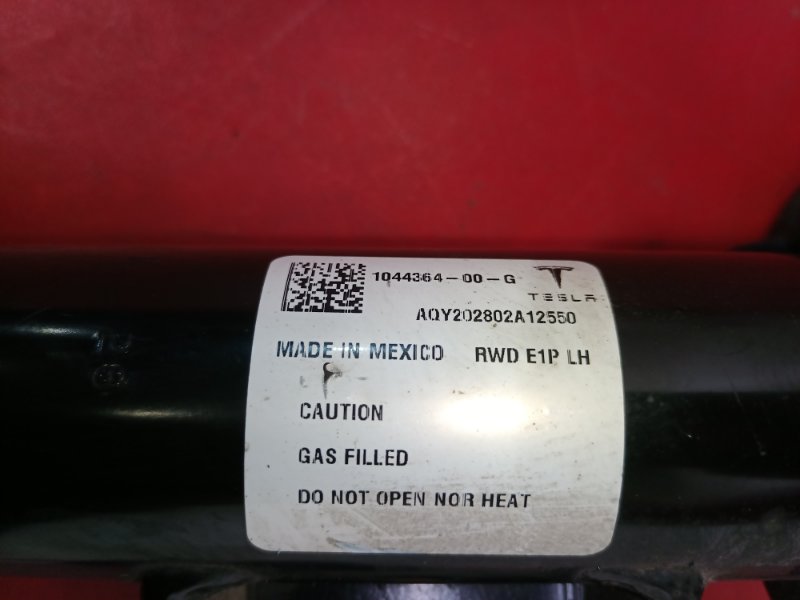 1044364-00-G
TESLA
AQY202802A12550
MADE IN MEXICO RWD E1P LH
CAUTION
GAS FILLED
DO NOT OPEN NOR HEAT